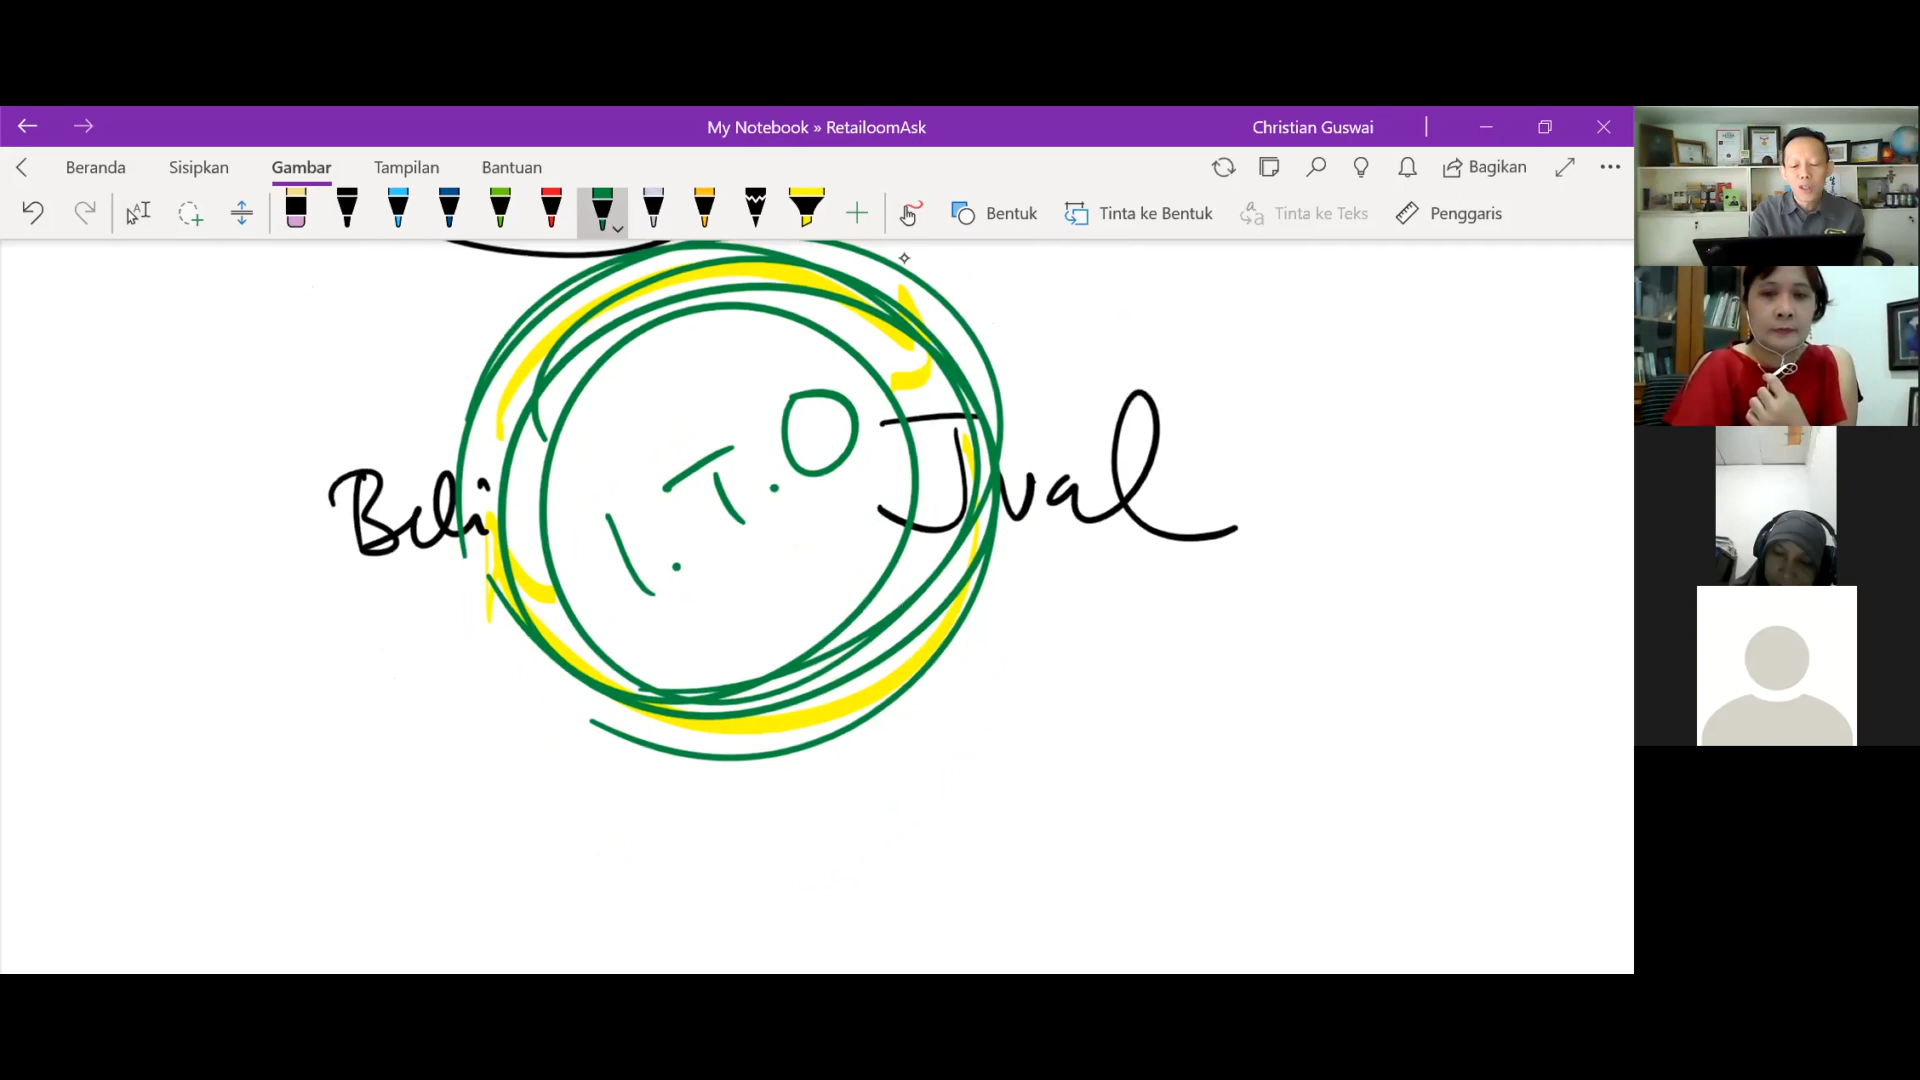 My Notebook » RetailoomAsk
Christian Guswai
Beranda Sisipkan Gambar Tampilan Bantuan
Bagikan
Bentuk Tinta ke Bentuk Tinta ke Teks Penggaris
Beli I.T.O Jual